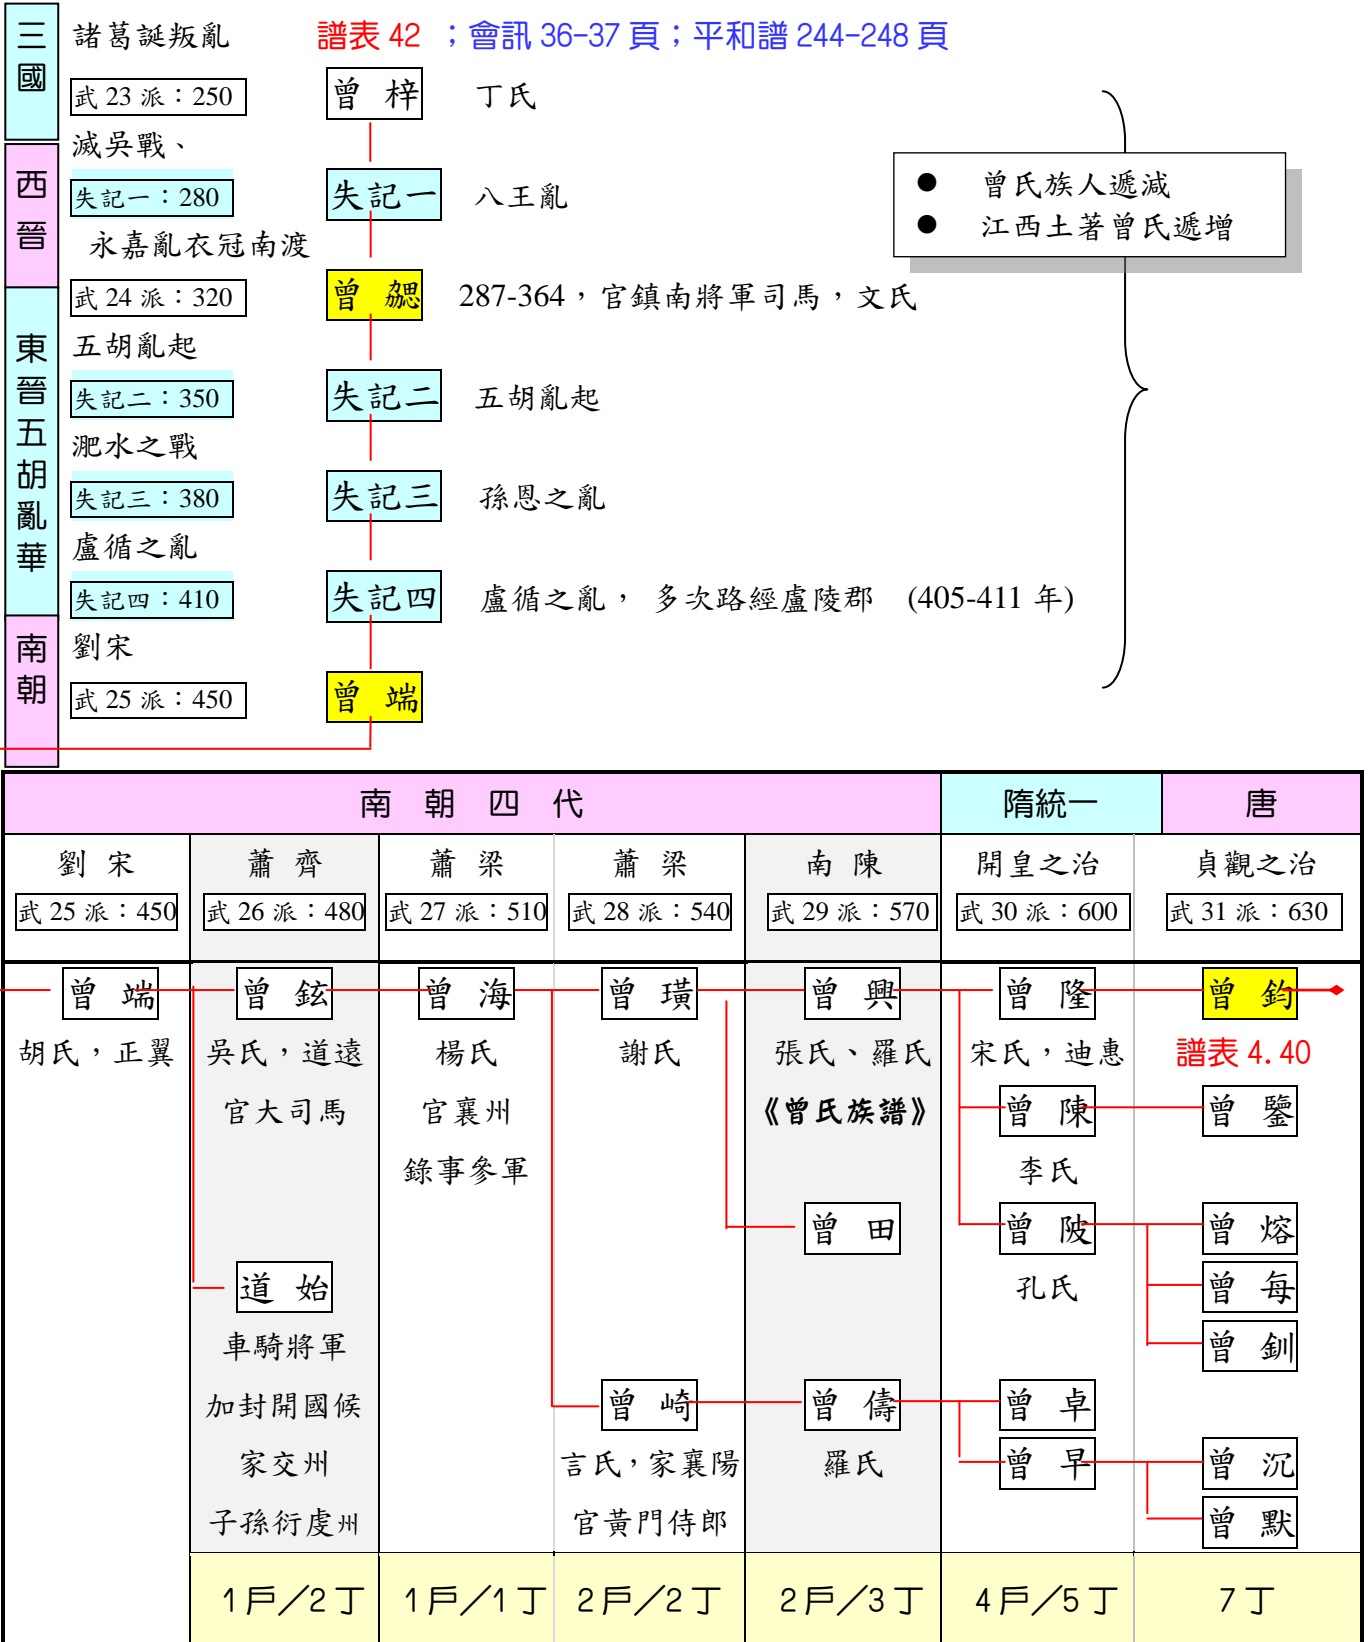 三國
諸葛誕叛亂
譜表 42 ；會訊 36-37 頁；平和譜 244-248 頁
武 23 派：250
曾 梓
丁氏
滅吳戰、
西晉
失記一：280
失記一
八王亂
● 曾氏族人遞減
● 江西土著曾氏遞增
永嘉亂衣冠南渡
武 24 派：320
曾 勰
287-364，官鎮南將軍司馬，文氏
東晉五胡亂華
五胡亂起
失記二：350
失記二
五胡亂起
淝水之戰
失記三：380
失記三
孫恩之亂
盧循之亂
失記四：410
失記四
盧循之亂， 多次路經盧陵郡 (405-411 年)
南朝
劉宋
武 25 派：450
曾 端
南 朝 四 代
隋統一
唐
劉 宋
蕭 齊
蕭 梁
蕭 梁
南 陳
開皇之治
貞觀之治
武 25 派：450
武 26 派：480
武 27 派：510
武 28 派：540
武 29 派：570
武 30 派：600
武 31 派：630
曾 端
曾 鉉
曾 海
曾 璜
曾 興
曾 隆
曾 鈞
胡氏，正翼
吳氏，道遠
楊氏
謝氏
張氏、羅氏
宋氏，迪惠
譜表 4.40
官大司馬
官襄州
《曾氏族譜》
曾 陳
曾 鑒
錄事參軍
李氏
曾 田
曾 陂
曾 熔
道 始
孔氏
曾 每
車騎將軍
曾 釧
加封開國候
曾 崎
曾 儔
曾 卓
家交州
言氏，家襄陽
羅氏
曾 早
曾 沉
子孫衍虔州
官黃門侍郎
曾 默
1戶／2丁
1戶／1丁
2戶／2丁
2戶／3丁
4戶／5丁
7丁